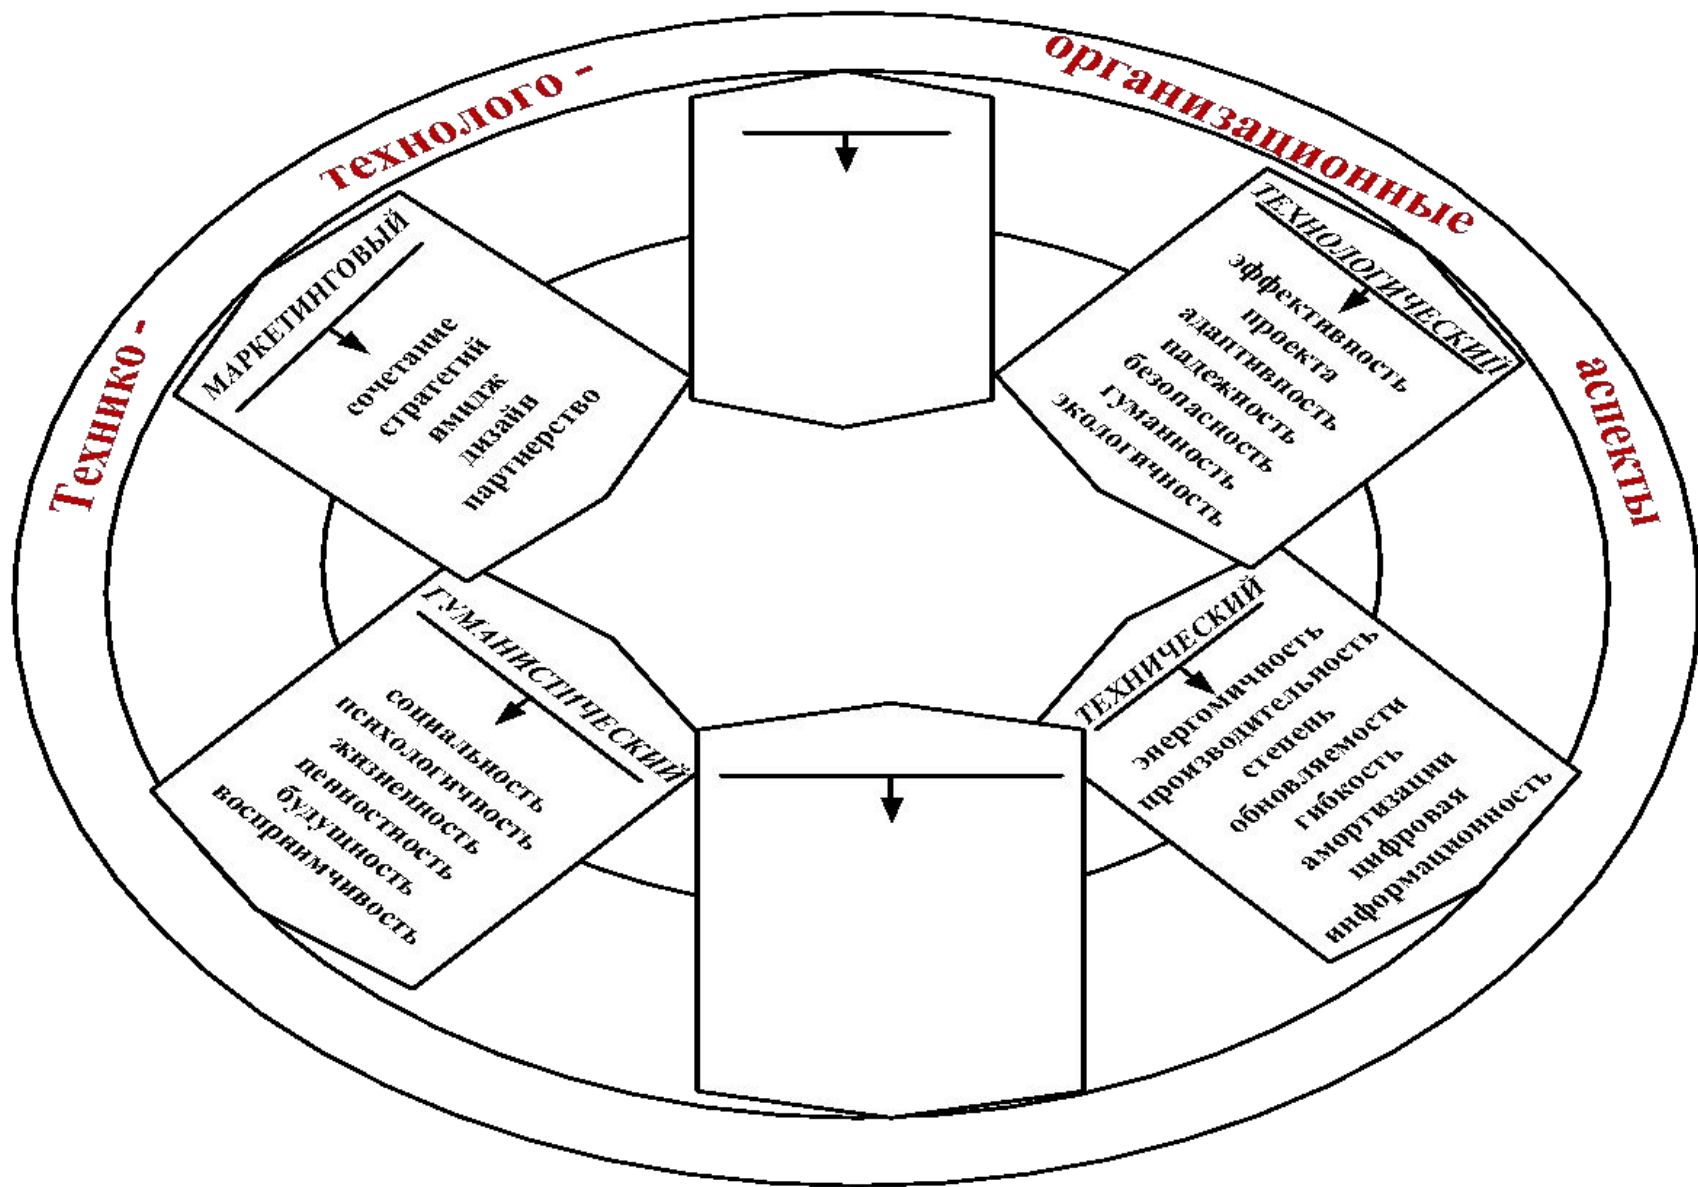 Технико -
технолого -
организационные
аспекты
МАРКЕТИНГОВЫЙ
сочетание
стратегий
имидж
дизайн
партнерство
ТЕХНОЛОГИЧЕСКИЙ
эффективность
проекта
адаптивность
надежность
безопасность
гуманность
экологичность
ГУМАНИСТИЧЕСКИЙ
социальность
психологичность
жизненность
ценностность
будущность
восприимчивость
ТЕХНИЧЕСКИЙ
энергомичность
производительность
степень
обновляемости
гибкость
амортизации
цифровая
информационность